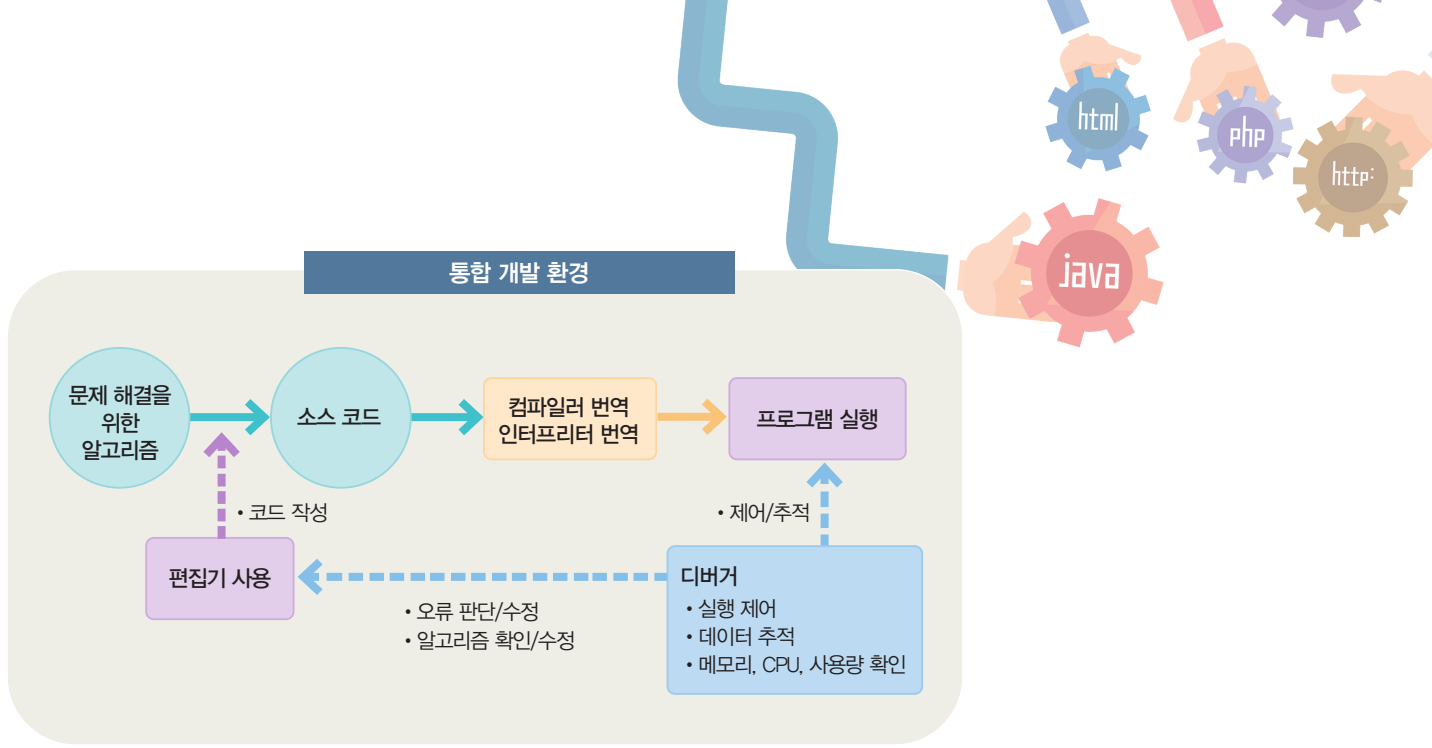 html
php
http:
java
통합 개발 환경
문제 해결을
위한
알고리즘
소스 코드
컴파일러 번역
인터프리터 번역
프로그램 실행
• 코드 작성
• 제어/추적
편집기 사용
• 오류 판단/수정
• 알고리즘 확인/수정
디버거
• 실행 제어
• 데이터 추적
• 메모리, CPU, 사용량 확인